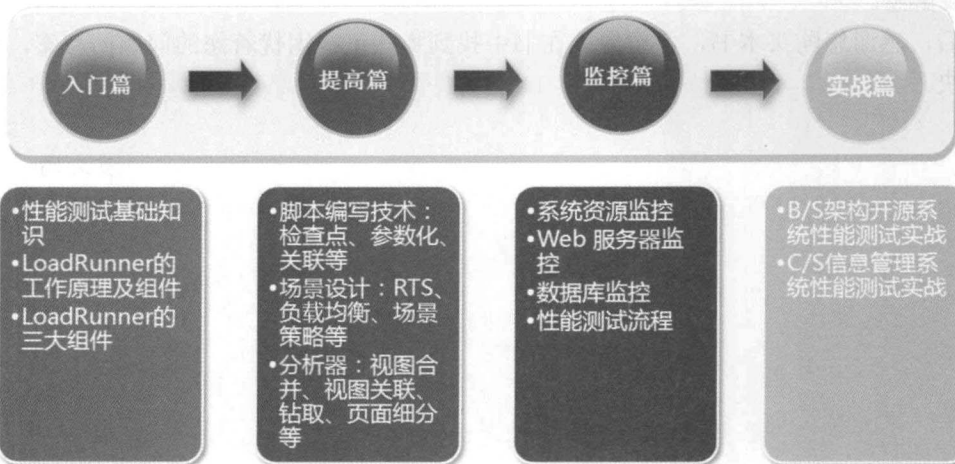 入门篇
提高篇
监控篇
实战篇
•性能测试基础知
识
•LoadRunner的
工作原理及组件
•LoadRunner的
三大组件
•脚本编写技术：
检查点、参数化、
关联等
•场景设计：RTS、
负载均衡、场景
策略等
•分析器：视图合
并、视图关联、
钻取、页面细分
等
•系统资源监控
•Web 服务器监
控
•数据库监控
•性能测试流程
•B/S架构开源系
统性能测试实战
•C/S信息管理系
统性能测试实战